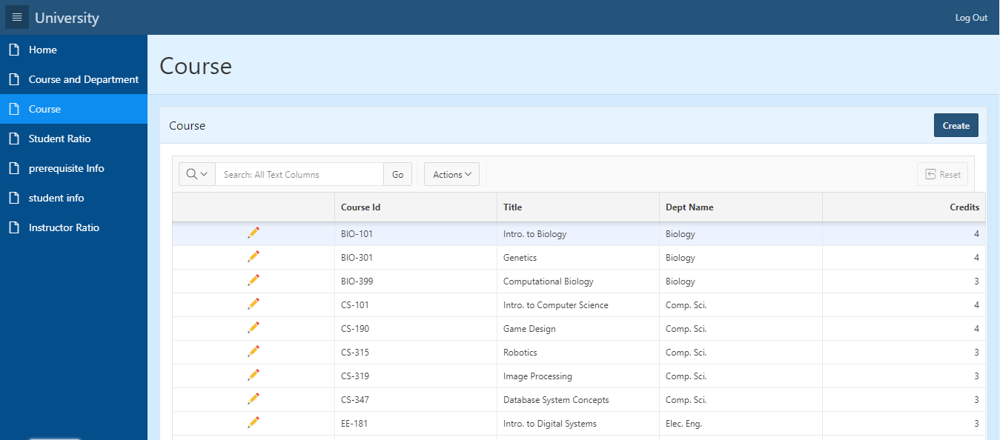 University
Log Out
Home
Course and Department
Course
Student Ratio
prerequisite Info
student info
Instructor Ratio
Course
Course
Create
Search: All Text Columns
Go
Actions
Reset
Course Id Title Dept Name Credits
BIO-101 Intro. to Biology Biology 4
BIO-301 Genetics Biology 4
BIO-399 Computational Biology Biology 3
CS-101 Intro. to Computer Science Comp. Sci. 4
CS-190 Game Design Comp. Sci. 4
CS-315 Robotics Comp. Sci. 3
CS-319 Image Processing Comp. Sci. 3
CS-347 Database System Concepts Comp. Sci. 3
EE-181 Intro. to Digital Systems Elec. Eng. 3